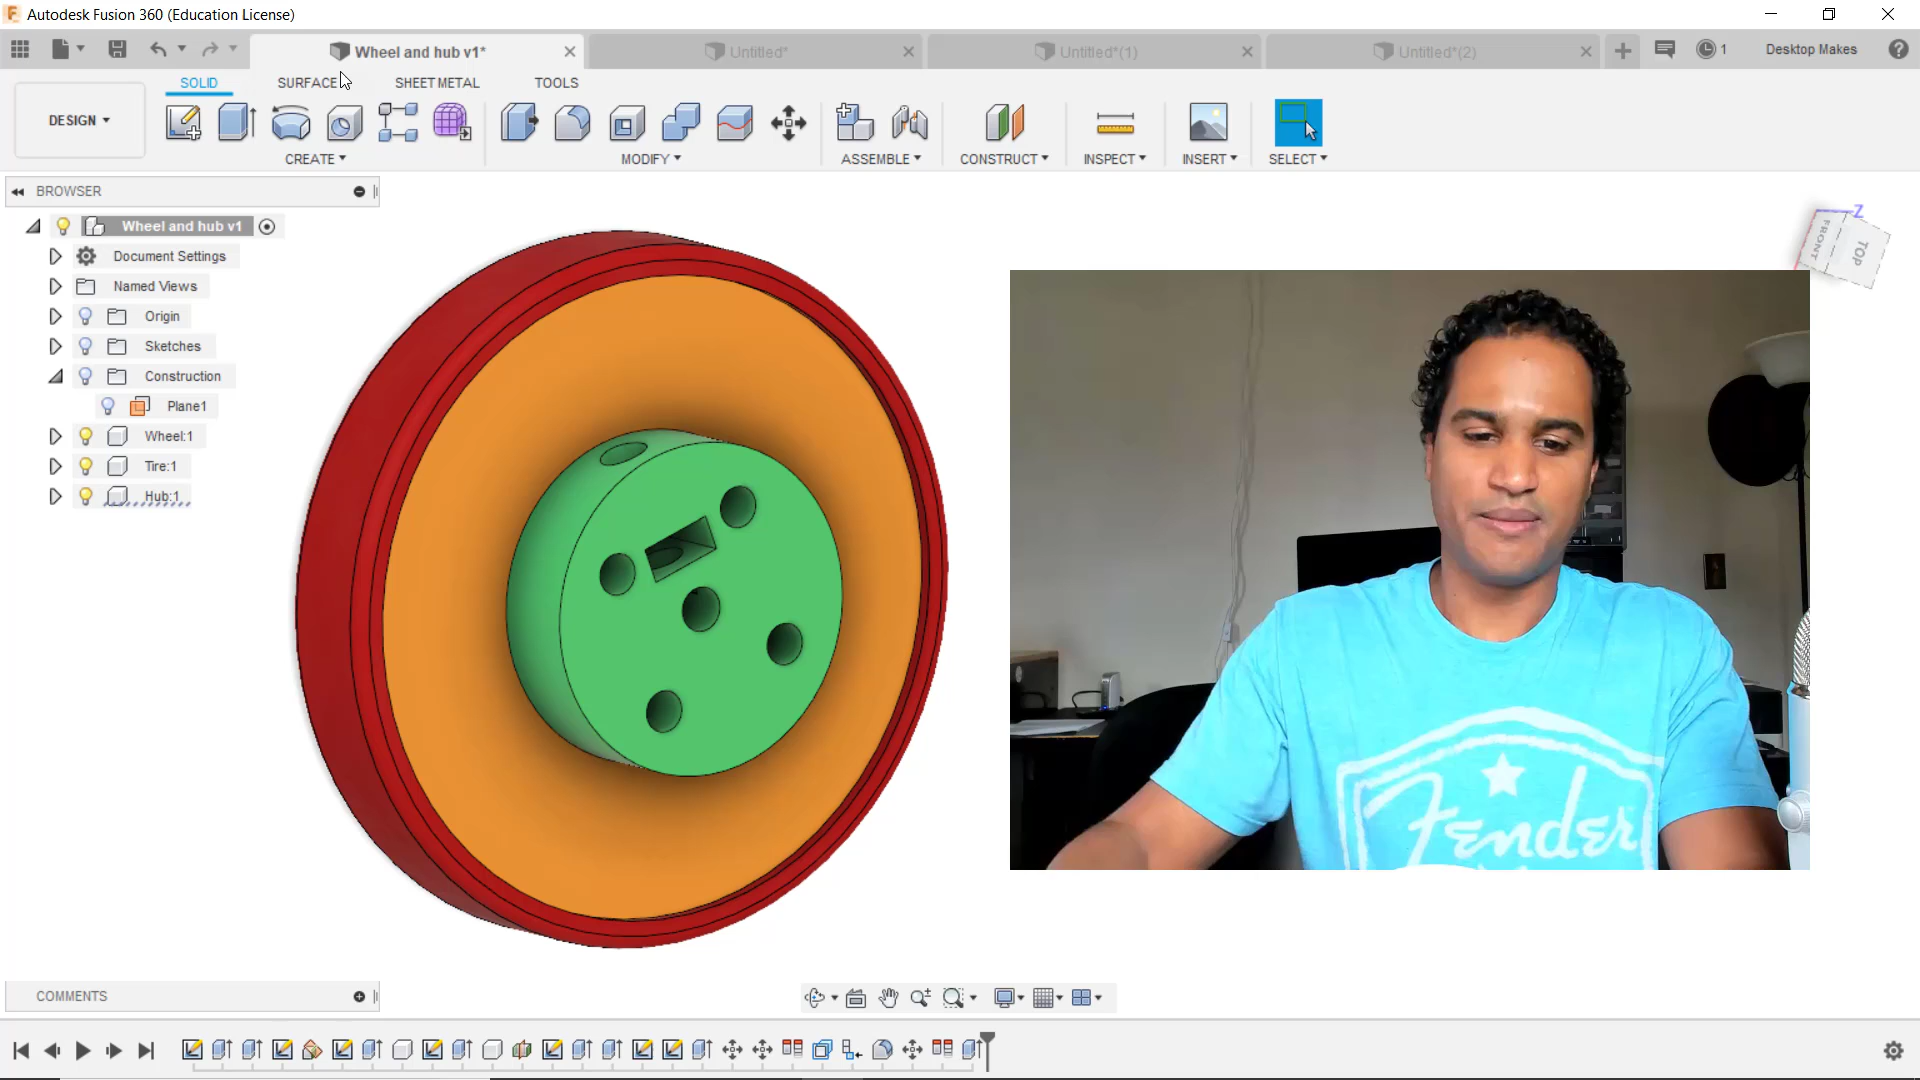 Autodesk Fusion 360 (Education License)
Wheel and hub v1*
Untitled*
Untitled*(1)
Untitled*(2)
1
Desktop Makes
SOLID
SURFACE
SHEET METAL
TOOLS
DESIGN
CREATE
MODIFY
ASSEMBLE
CONSTRUCT
INSPECT
INSERT
SELECT
BROWSER
Wheel and hub v1
Document Settings
Named Views
Origin
Sketches
Construction
Plane1
Wheel:1
Tire:1
Hub:1
Z
FRONT
TOP
Fender
COMMENTS